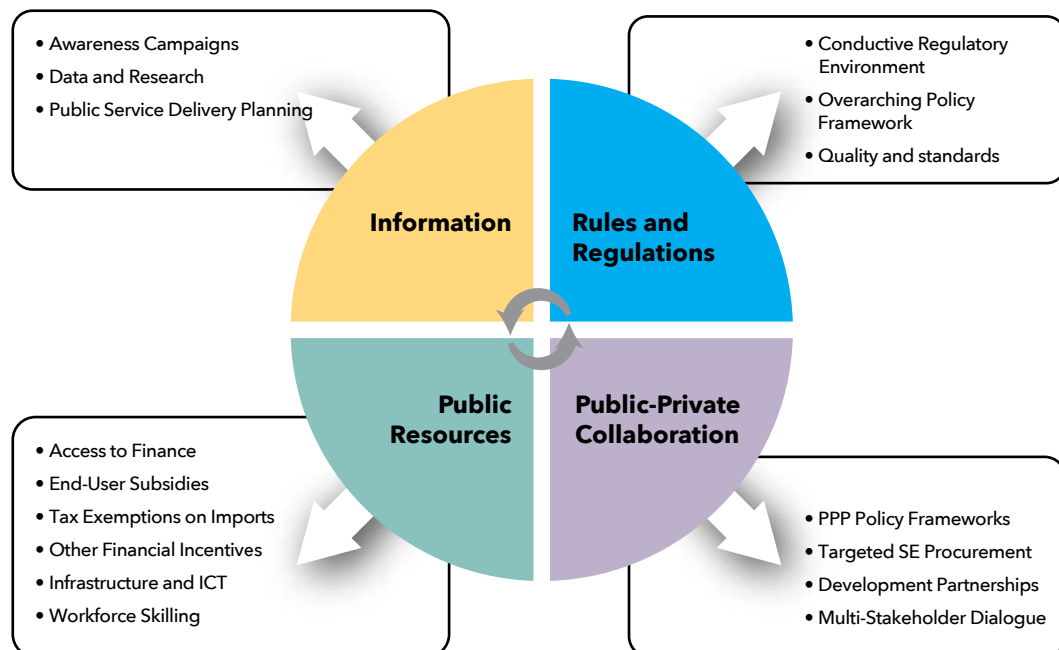 • Awareness Campaigns
• Data and Research
• Public Service Delivery Planning
• Conductive Regulatory
Environment
• Overarching Policy
Framework
• Quality and standards
Information
Rules and
Regulations
Public
Resources
Public-Private
Collaboration
• Access to Finance
• End-User Subsidies
• Tax Exemptions on Imports
• Other Financial Incentives
• Infrastructure and ICT
• Workforce Skilling
• PPP Policy Frameworks
• Targeted SE Procurement
• Development Partnerships
• Multi-Stakeholder Dialogue